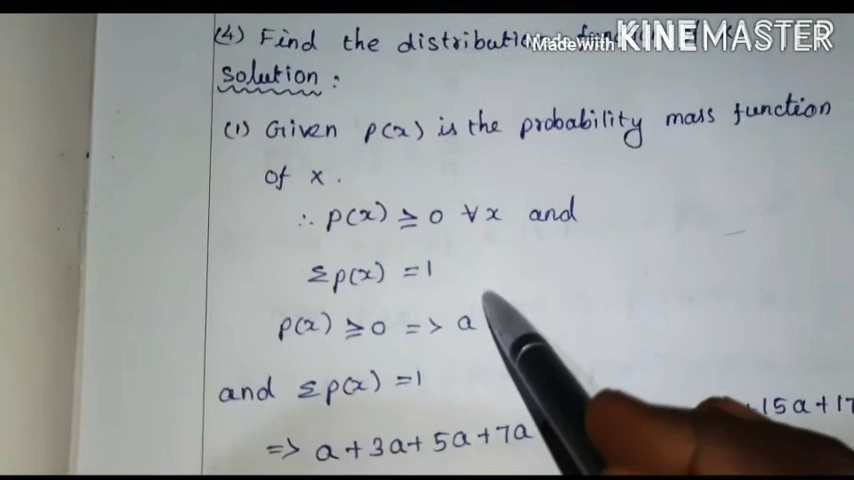 (4) Find the distributio
Made with KINEMASTER
Solution :
(1) Given p(x) is the probability mass function
of x.
∴ p(x) ≥ 0 ∀x and
Σp(x) = 1
p(x) ≥ 0 => a
and Σp(x) = 1
=> a + 3a + 5a + 7a + 15a + 17